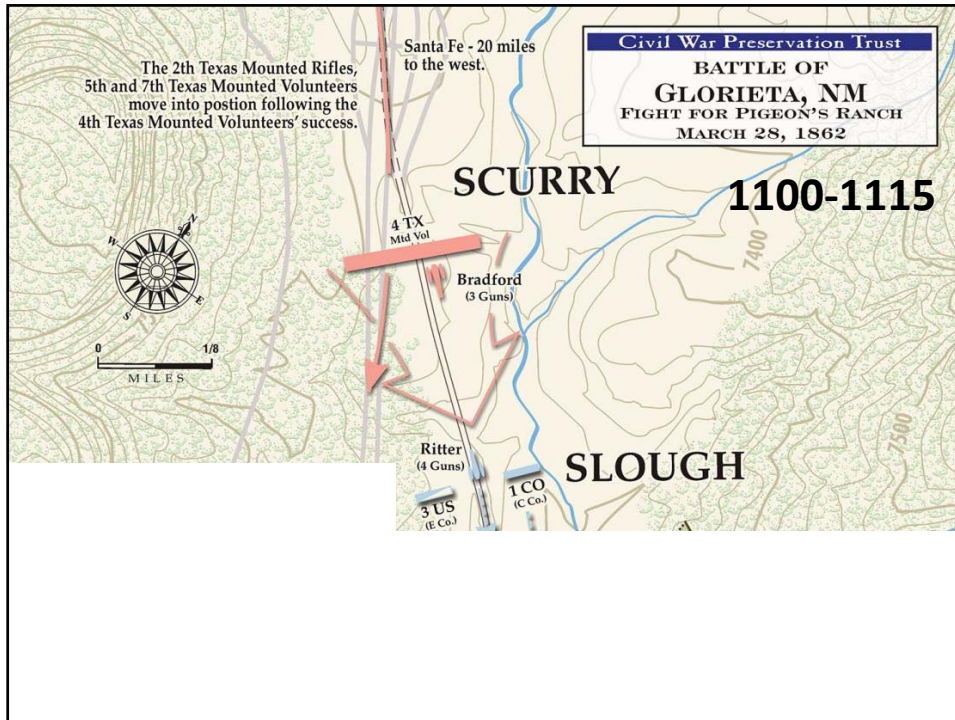 The 2th Texas Mounted Rifles,
5th and 7th Texas Mounted Volunteers
move into postion following the
4th Texas Mounted Volunteers' success.
Santa Fe - 20 miles
to the west.
Civil War Preservation Trust
BATTLE OF
GLORIETA, NM
FIGHT FOR PIGEON'S RANCH
MARCH 28, 1862
1100-1115
SCURRY
4 TX
Mtd Vol
Bradford
(3 Guns)
7400
N
W
E
S
0 1/8
MILES
Ritter
(4 Guns)
SLOUGH
7500
1 CO
(C Co.)
3 US
(E Co.)